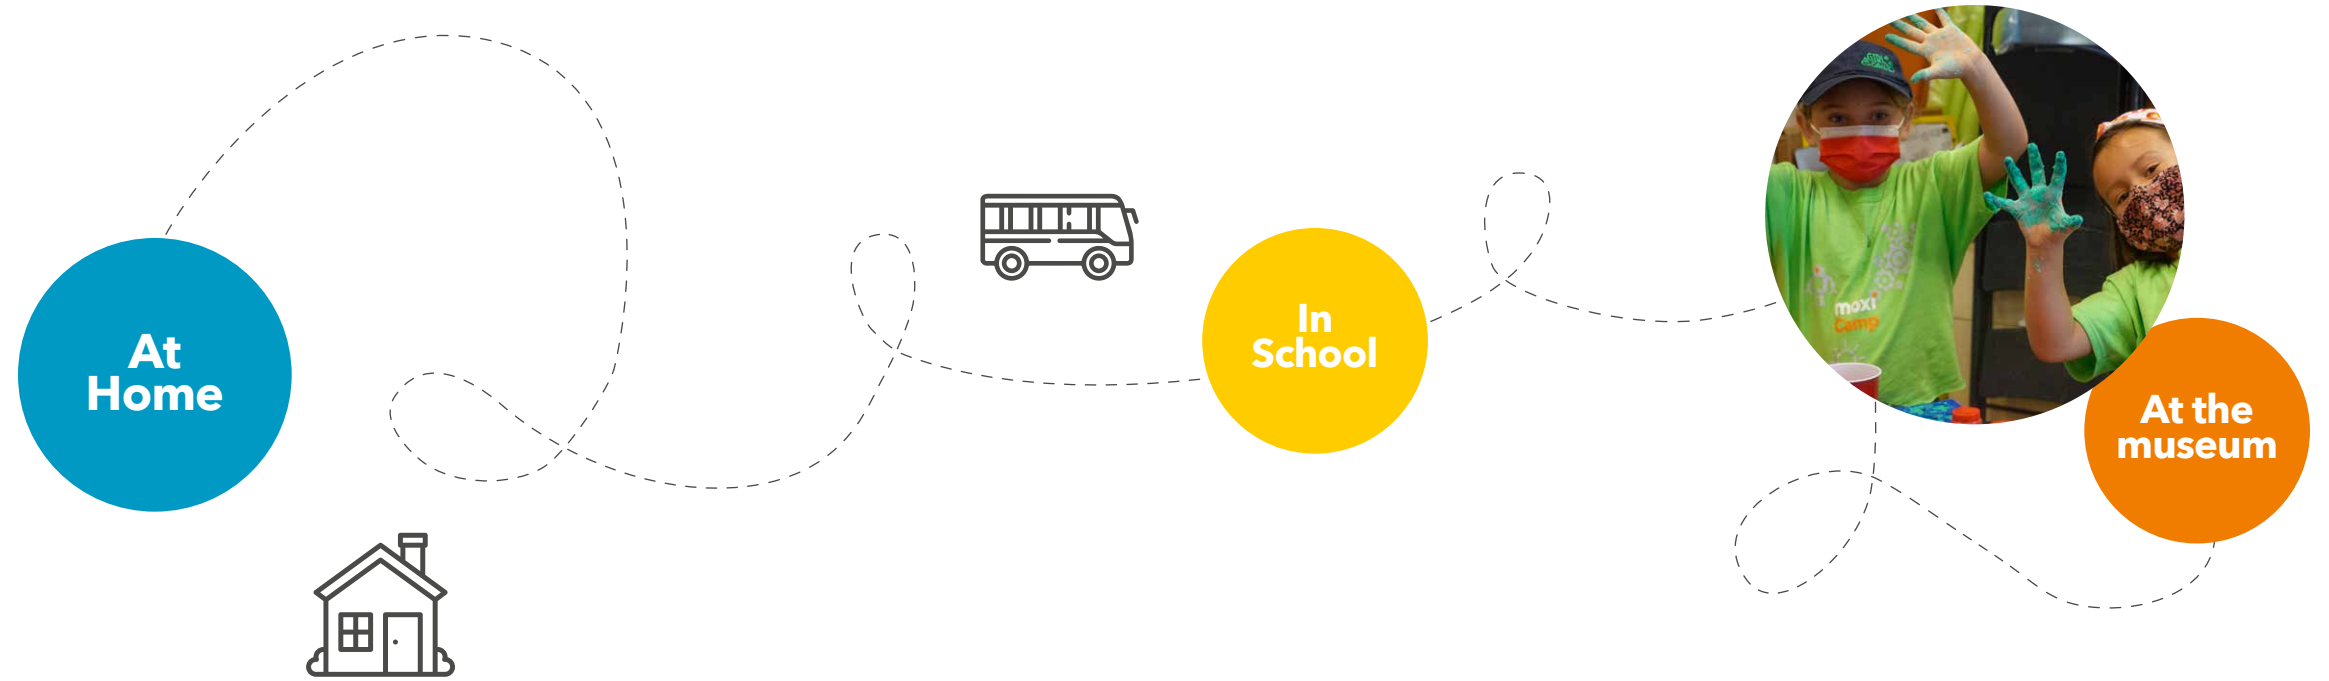 At
Home
In
School
At the
museum
moxi
Camp